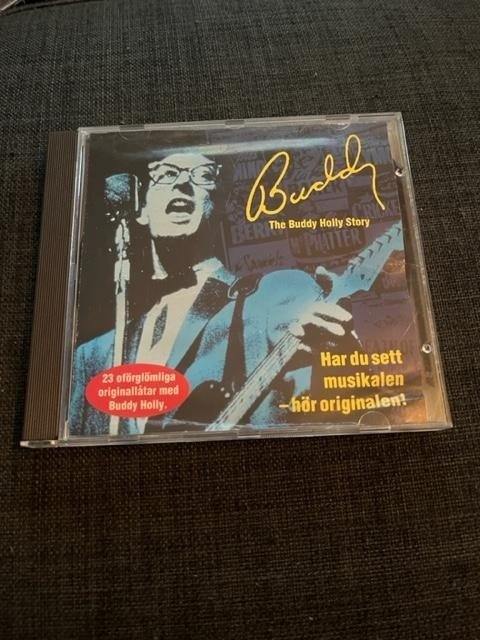 Buddy
The Buddy Holly Story
Har du sett
musikalen
-hör originalen!
23 oförglömliga
originallåtar med
Buddy Holly.